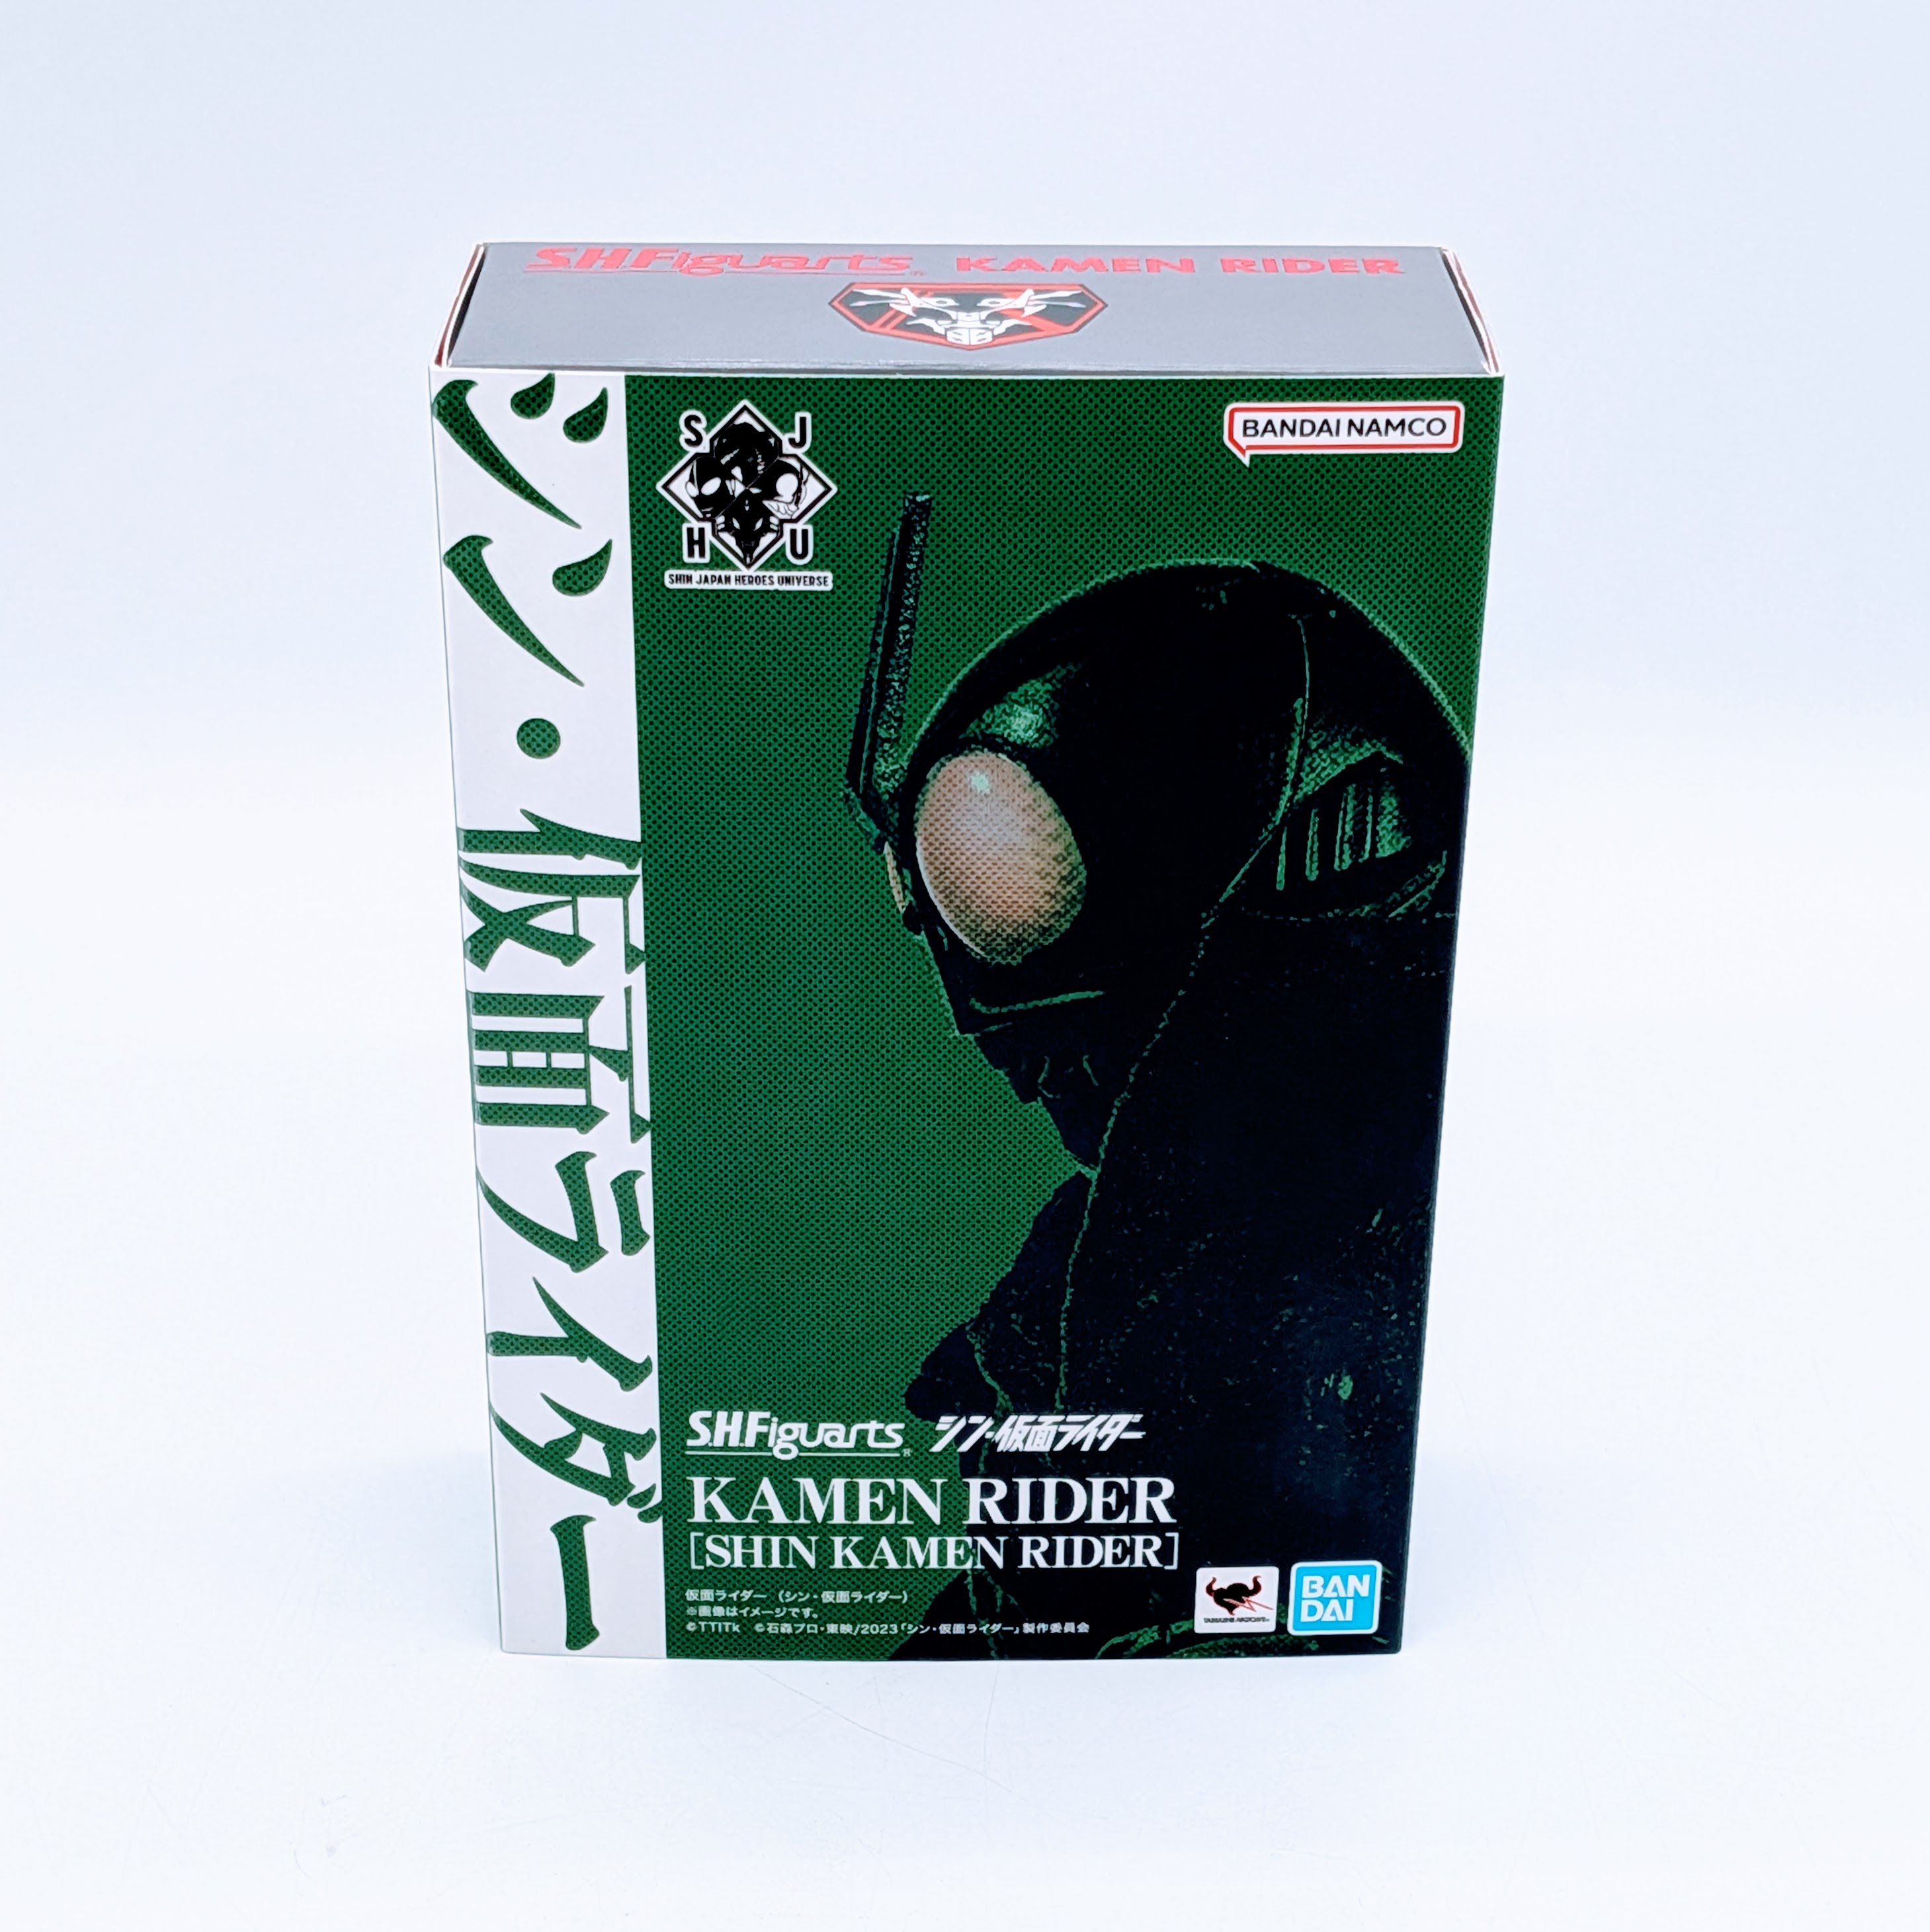 S.H.Figuarts KAMEN RIDER
シン・仮面ライダー
S J
H U
SHIN JAPAN HEROES UNIVERSE
BANDAI NAMCO
S.H.Figuarts シン・仮面ライダー
KAMEN RIDER
[SHIN KAMEN RIDER]
仮面ライダー（シン・仮面ライダー）
※画像はイメージです。
©TTITk ©石森プロ・東映/2023「シン・仮面ライダー」製作委員会
TAMASHII NATIONS
BAN
DAI